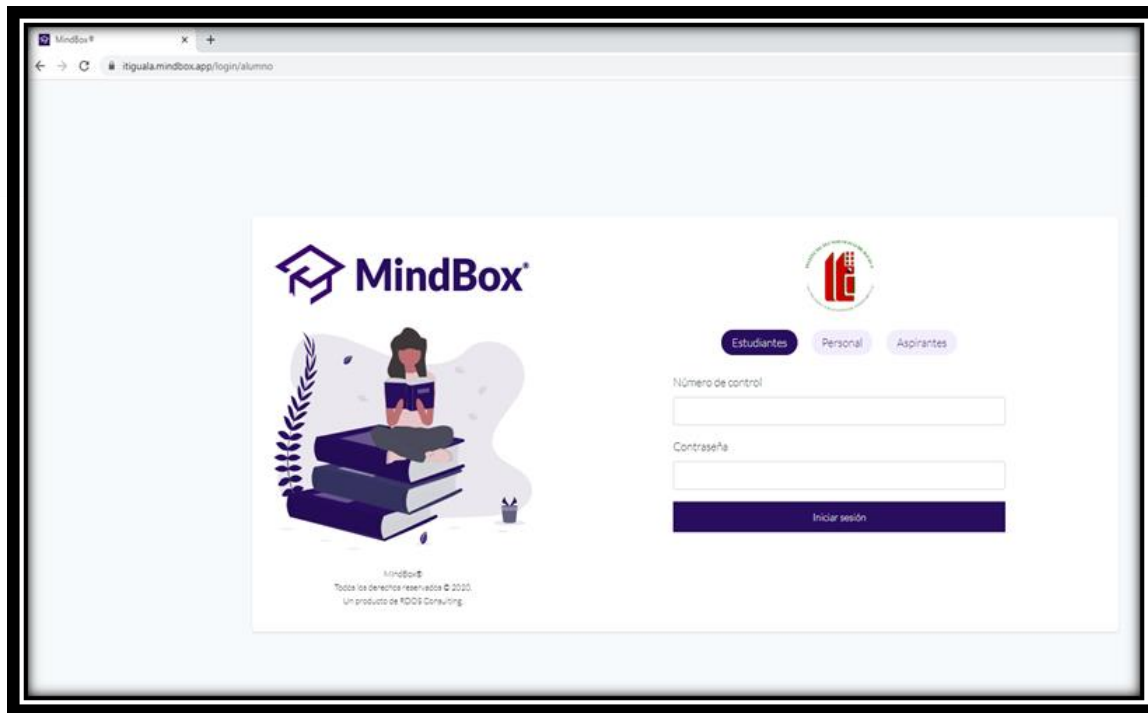 MindBox®
itiguala.mindbox.app/login/alumno
MindBox®
Estudiantes
Personal
Aspirantes
Número de control
Contraseña
Iniciar sesión
MindBox®
Todos los derechos reservados © 2020.
Un producto de RDOS Consulting.